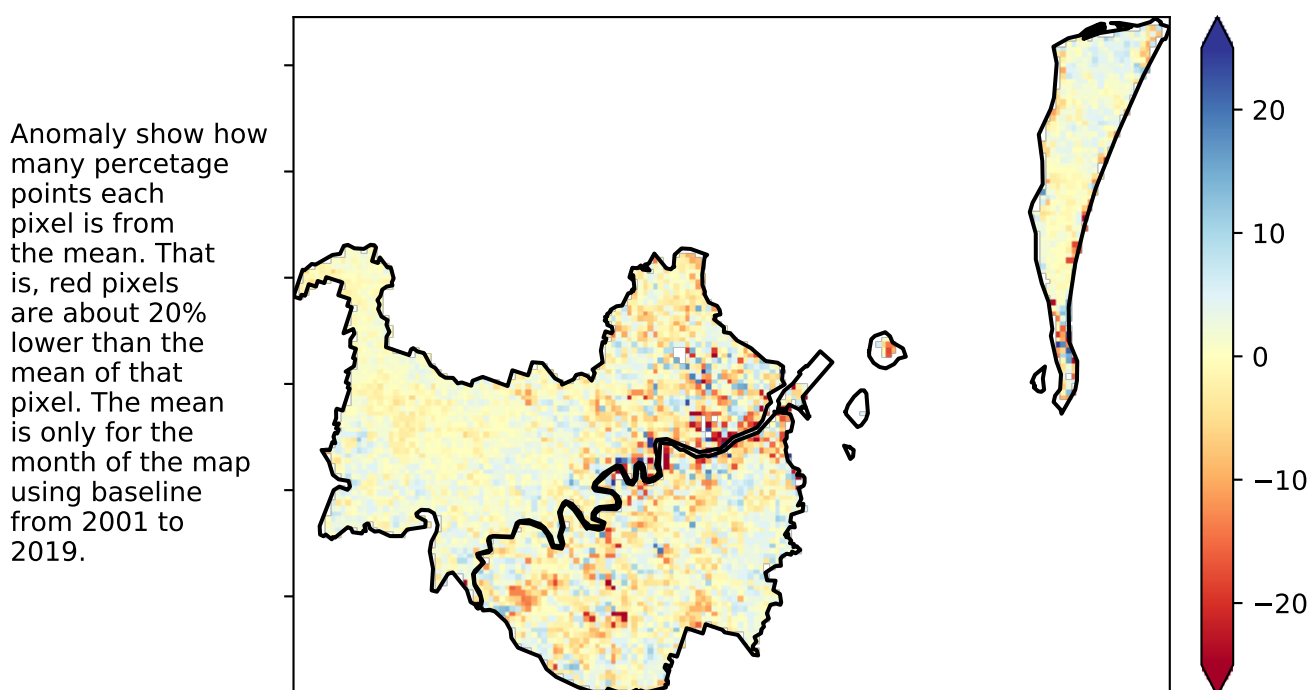 Anomaly show how
many percetage
points each
pixel is from
the mean. That
is, red pixels
are about 20%
lower than the
mean of that
pixel. The mean
is only for the
month of the map
using baseline
from 2001 to
2019.
20
10
0
−10
−20